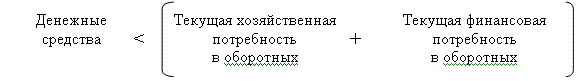 Денежные средства < ( Текущая хозяйственная потребность в оборотных + Текущая финансовая потребность в оборотных )